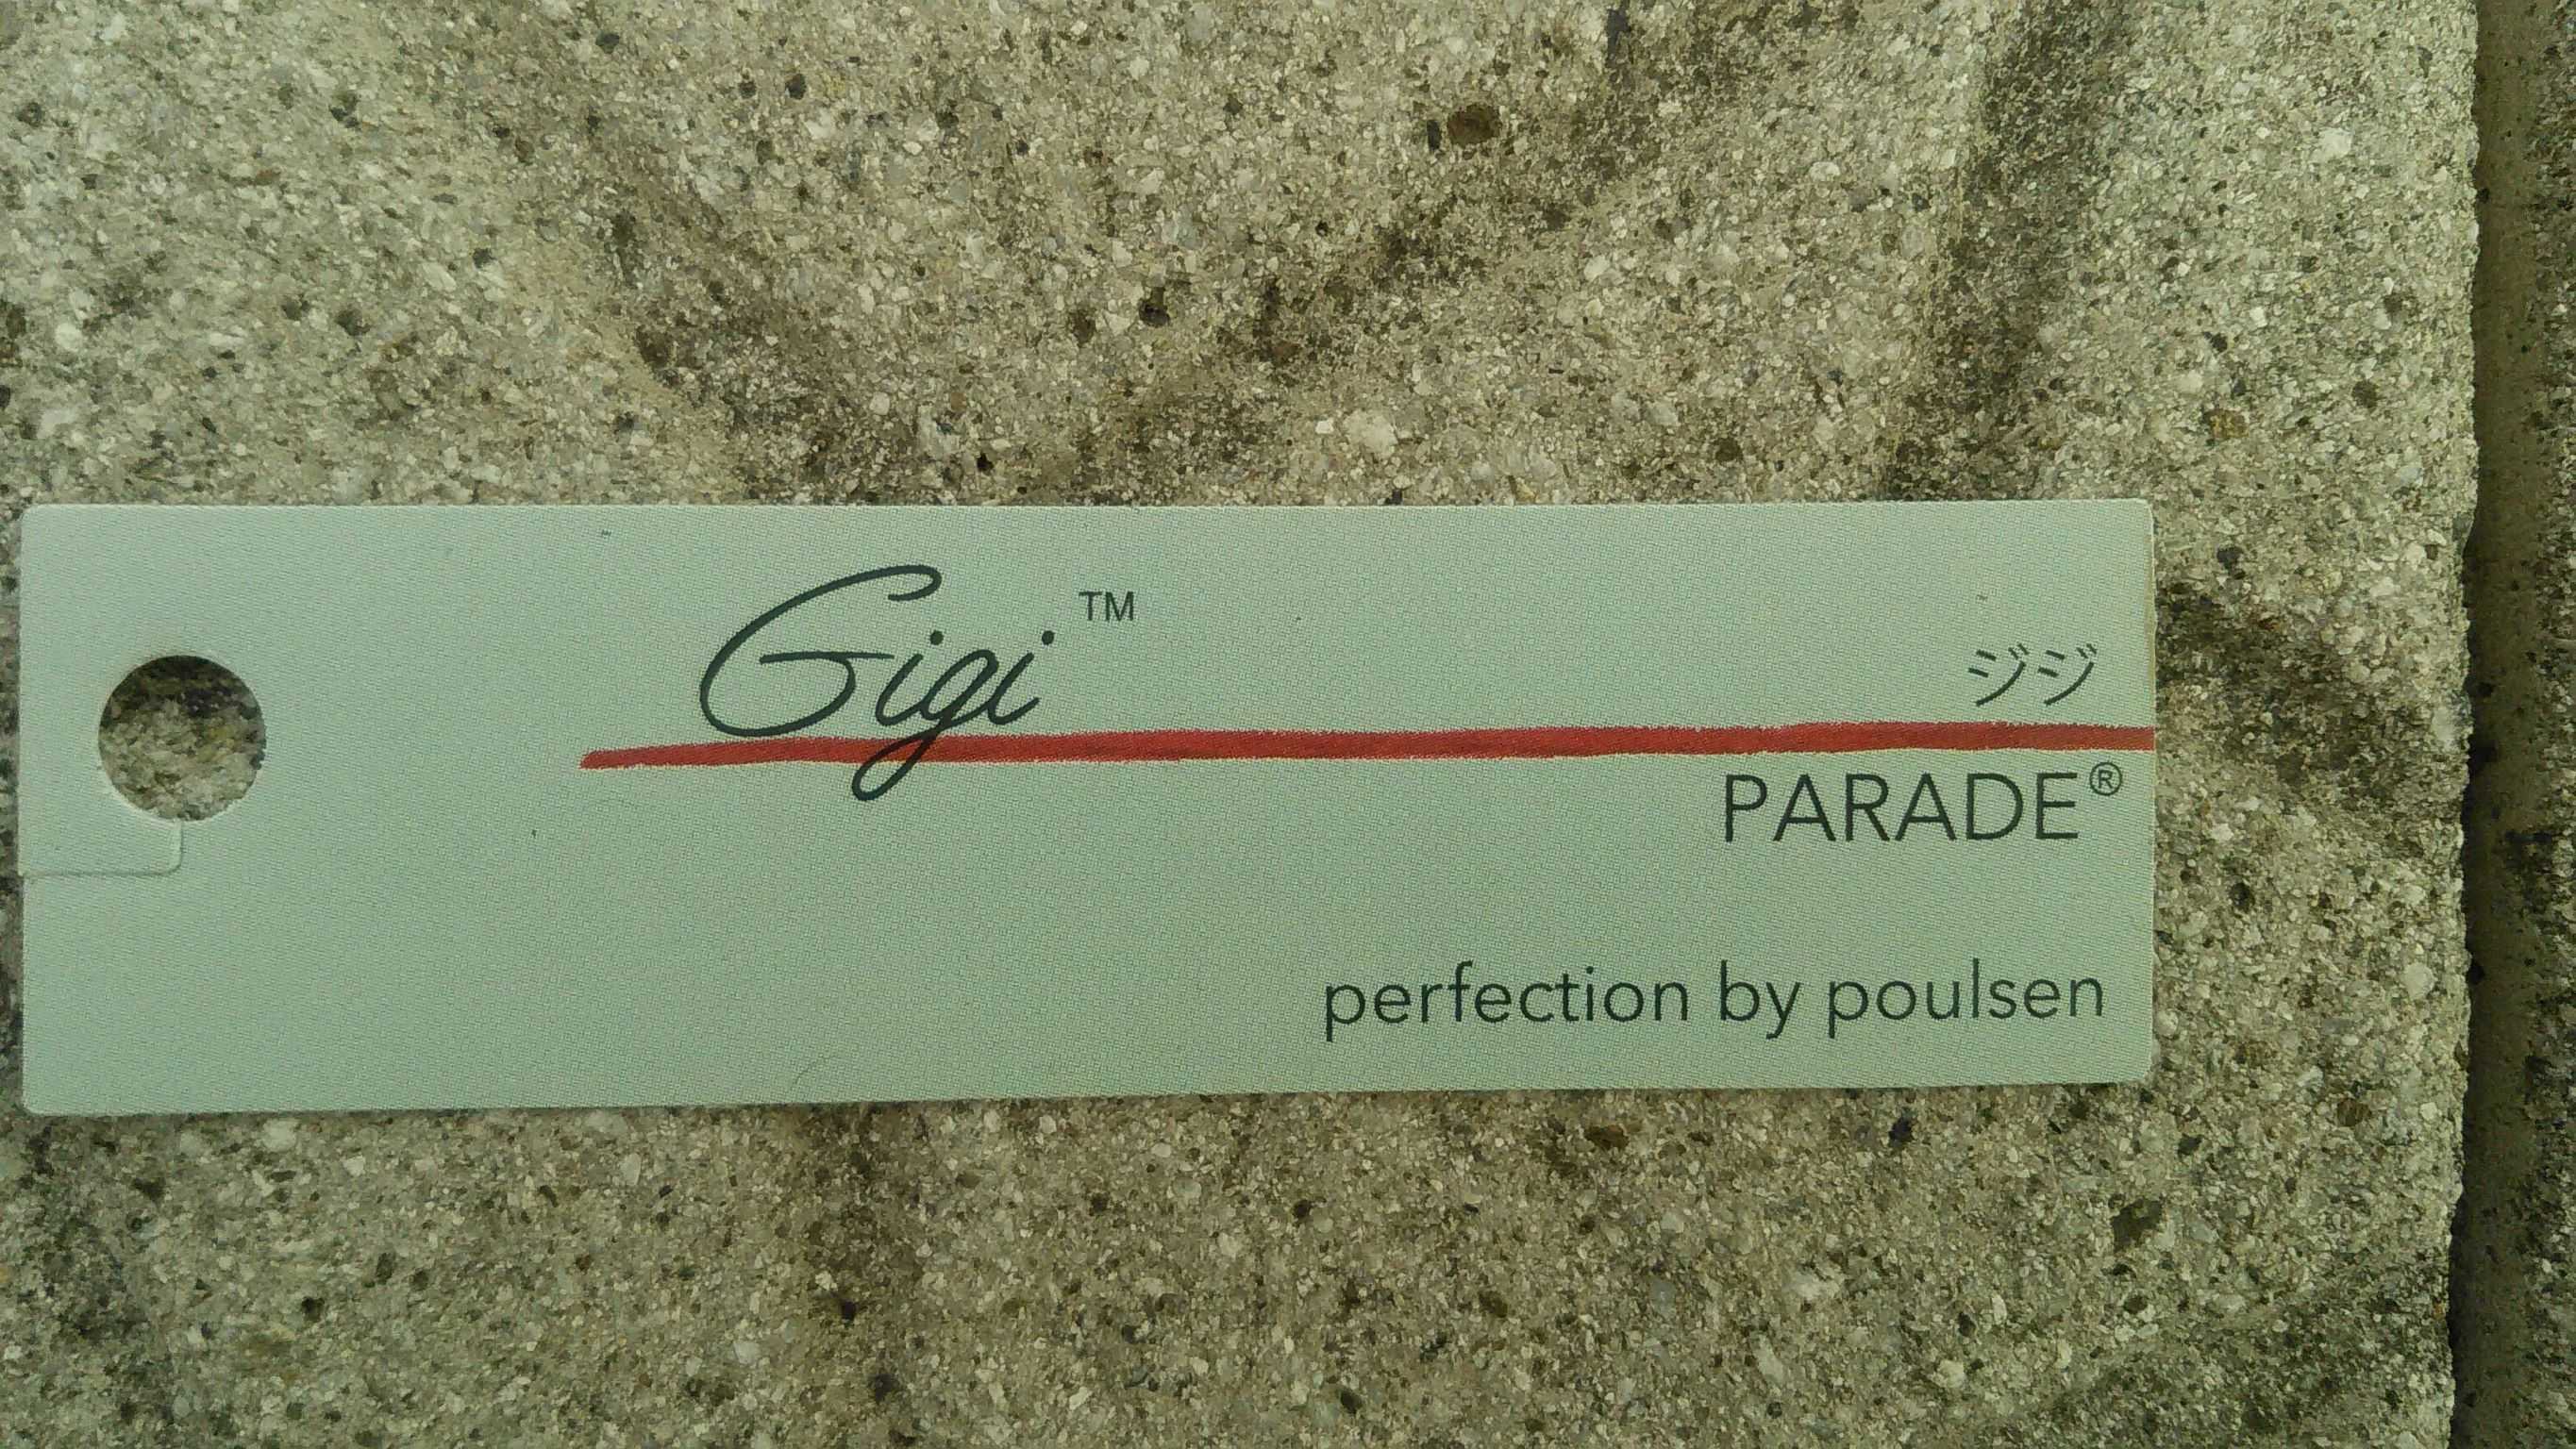 Gigi™
ジジ
PARADE®
perfection by poulsen